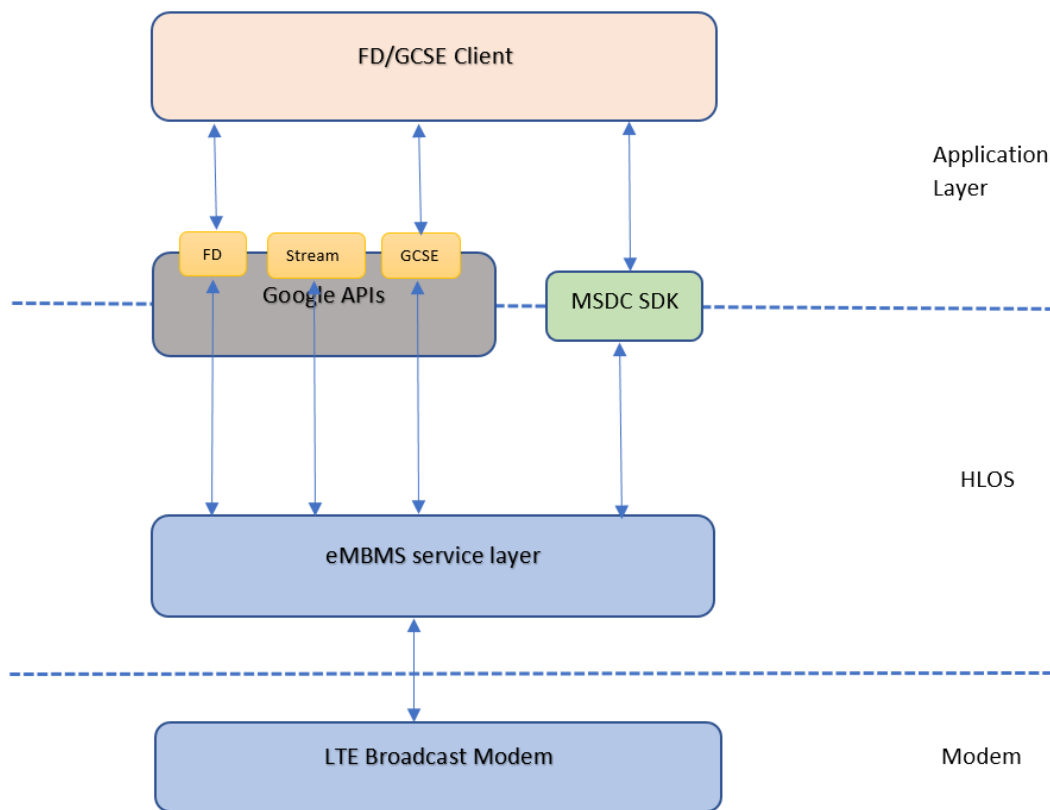 FD/GCSE Client
Application
Layer
FD
Stream
GCSE
Google APIs
MSDC SDK
HLOS
eMBMS service layer
LTE Broadcast Modem
Modem